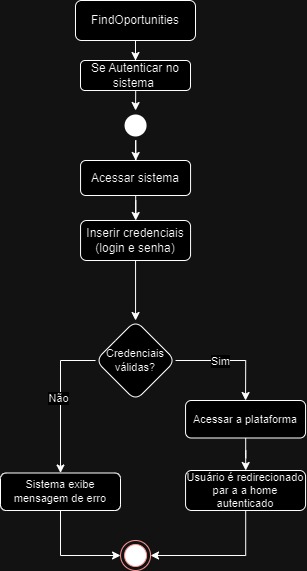 FindOpportunities
Se Autenticar no
sistema
Acessar sistema
Inserir credenciais
(login e senha)
Credenciais
válidas?
Não
Sim
Acessar a plataforma
Sistema exibe
mensagem de erro
Usuário é redirecionado
par a a home
autenticado